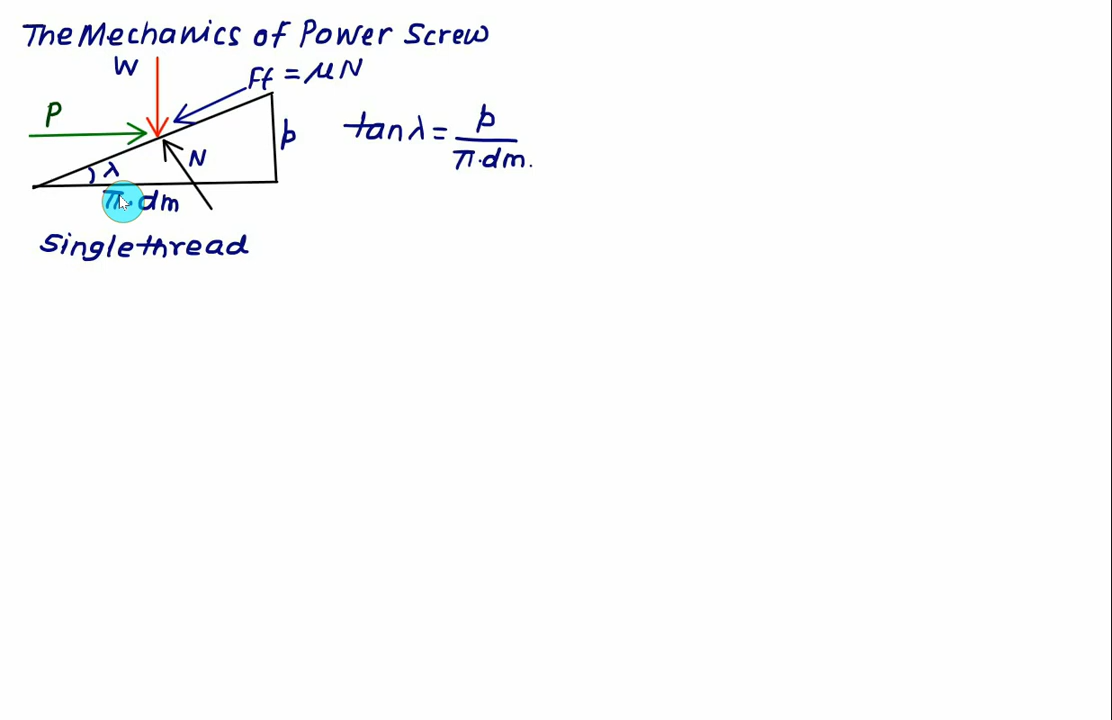 The Mechanics of Power Screw
W
Ff = μN
P
p
tanλ = p / π·dm.
N
λ
π·dm
Single thread